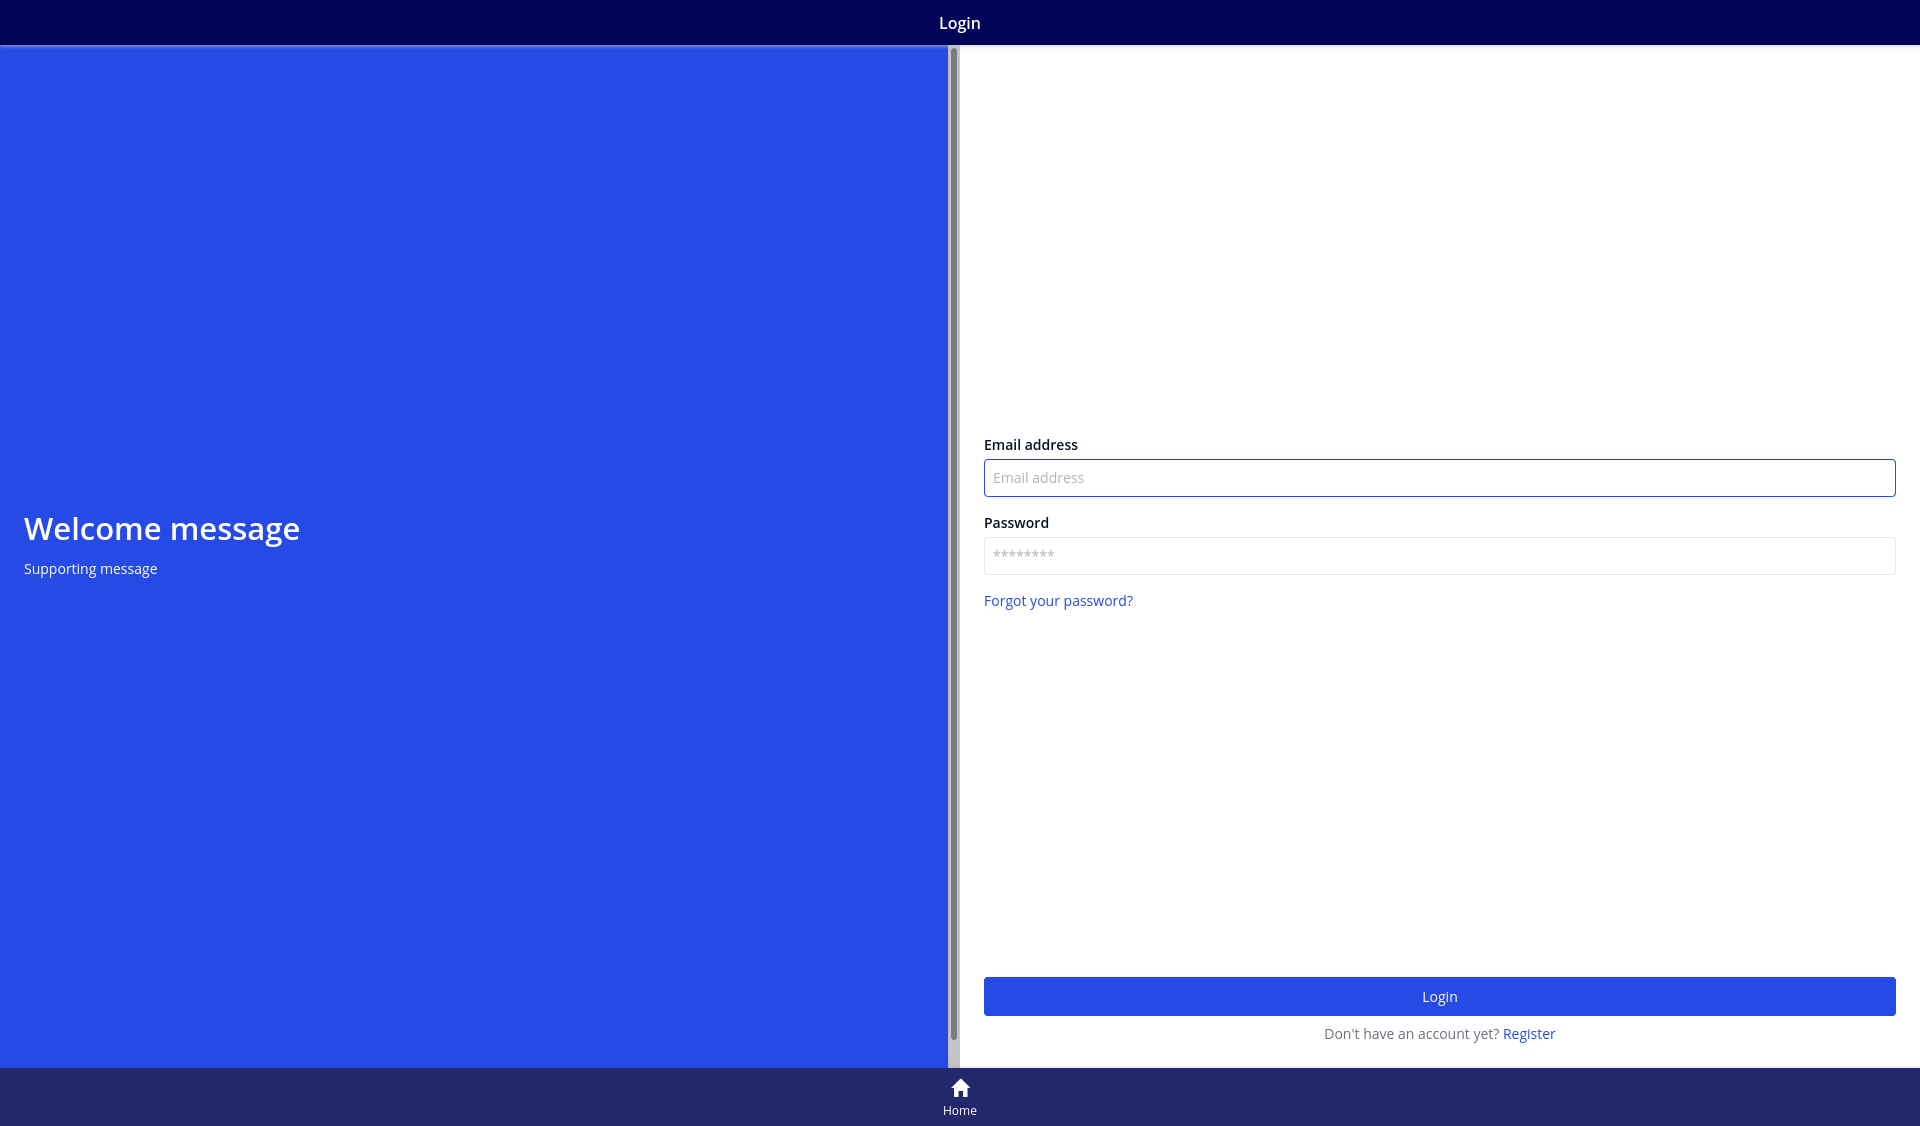 Login
Welcome message
Supporting message
Email address
Email address
Password
********
Forgot your password?
Login
Don't have an account yet? Register
Home